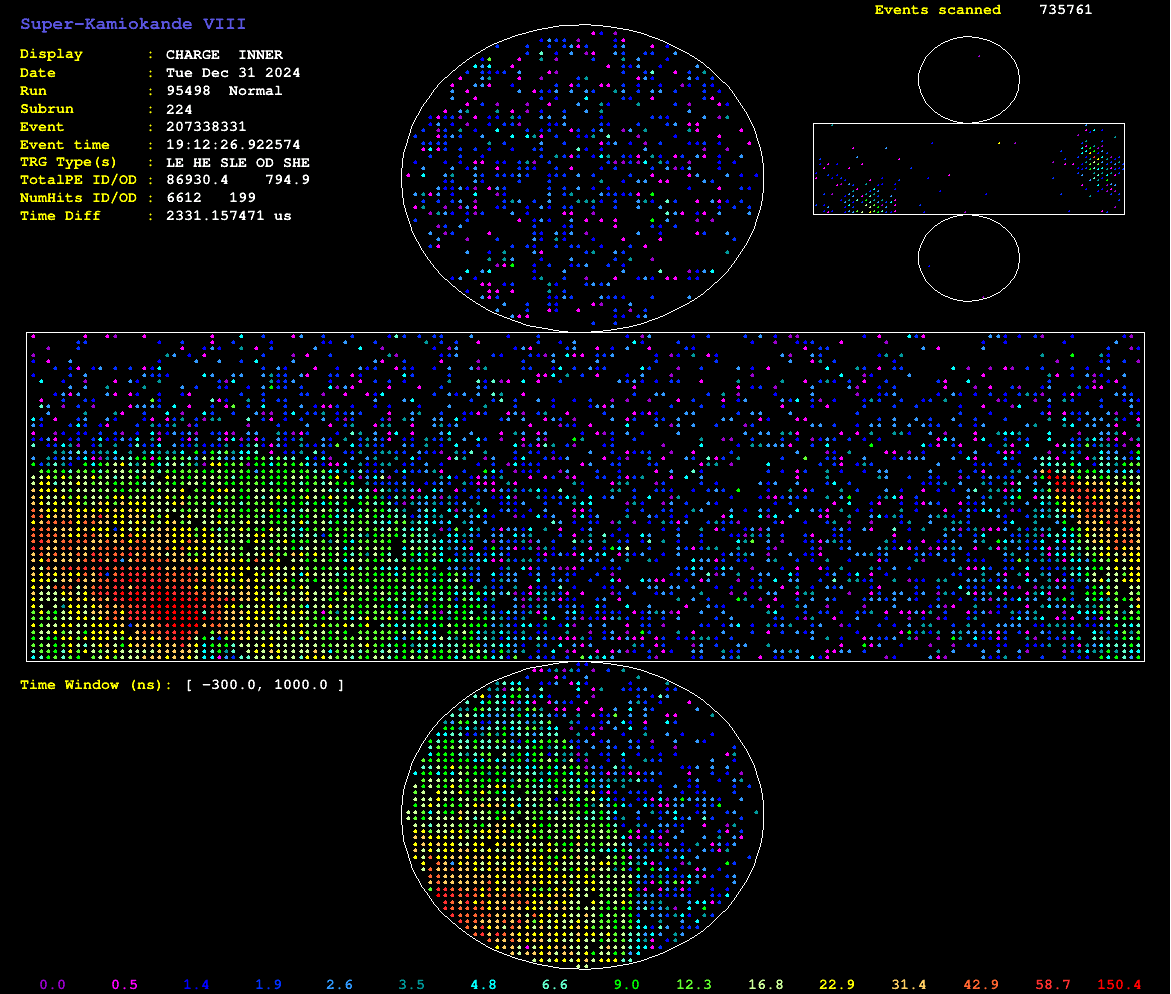 Super-Kamiokande VIII
Events scanned 735761
Display : CHARGE INNER
Date : Tue Dec 31 2024
Run : 95498 Normal
Subrun : 224
Event : 207338331
Event time : 19:12:26.922574
TRG Type(s) : LE HE SLE OD SHE
TotalPE ID/OD : 86930.4 794.9
NumHits ID/OD : 6612 199
Time Diff : 2331.157471 us
Time Window (ns): [ −300.0, 1000.0 ]
0.0 0.5 1.4 1.9 2.6 3.5 4.8 6.6 9.0 12.3 16.8 22.9 31.4 42.9 58.7 150.4